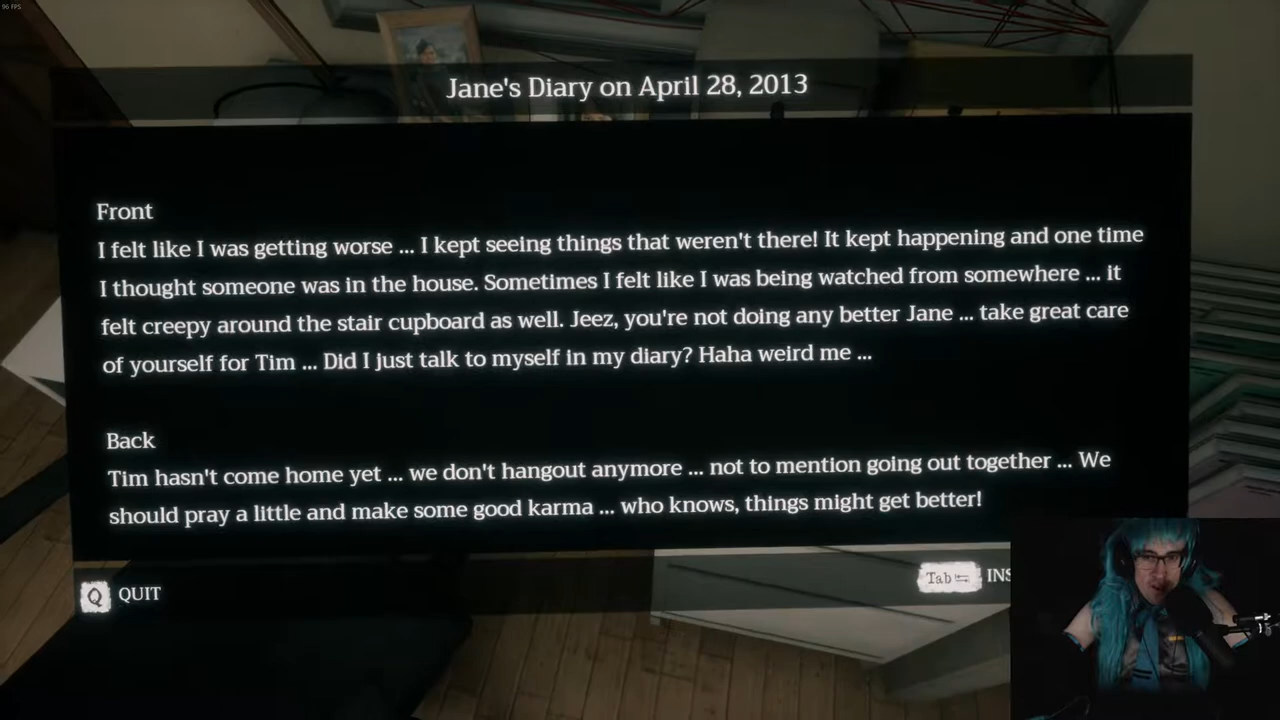 96 FPS
Jane's Diary on April 28, 2013
Front
I felt like I was getting worse ... I kept seeing things that weren't there! It kept happening and one time
I thought someone was in the house. Sometimes I felt like I was being watched from somewhere ... it
felt creepy around the stair cupboard as well. Jeez, you're not doing any better Jane ... take great care
of yourself for Tim ... Did I just talk to myself in my diary? Haha weird me ...
Back
Tim hasn't come home yet ... we don't hangout anymore ... not to mention going out together ... We
should pray a little and make some good karma ... who knows, things might get better!
Q QUIT
Tab INS